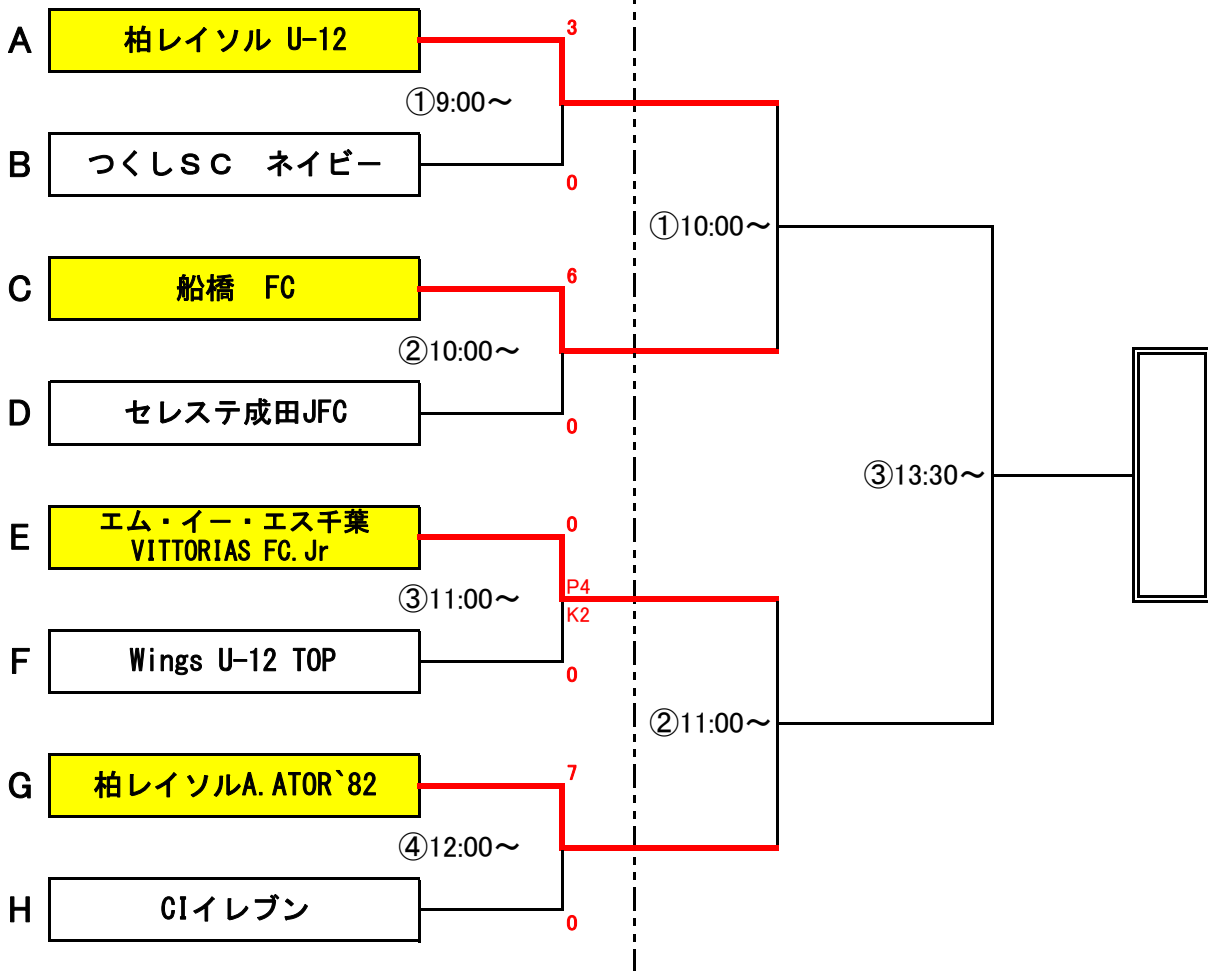 A
柏レイソル U-12
3
①9:00～
B
つくしＳＣ　ネイビー
0
①10:00～
C
船橋　FC
6
②10:00～
D
セレステ成田JFC
0
③13:30～
E
エム・イー・エス千葉
VITTORIAS FC.Jr
0
③11:00～
P4
K2
F
Wings U-12 TOP
0
②11:00～
G
柏レイソルA.ATOR`82
7
④12:00～
H
CIイレブン
0